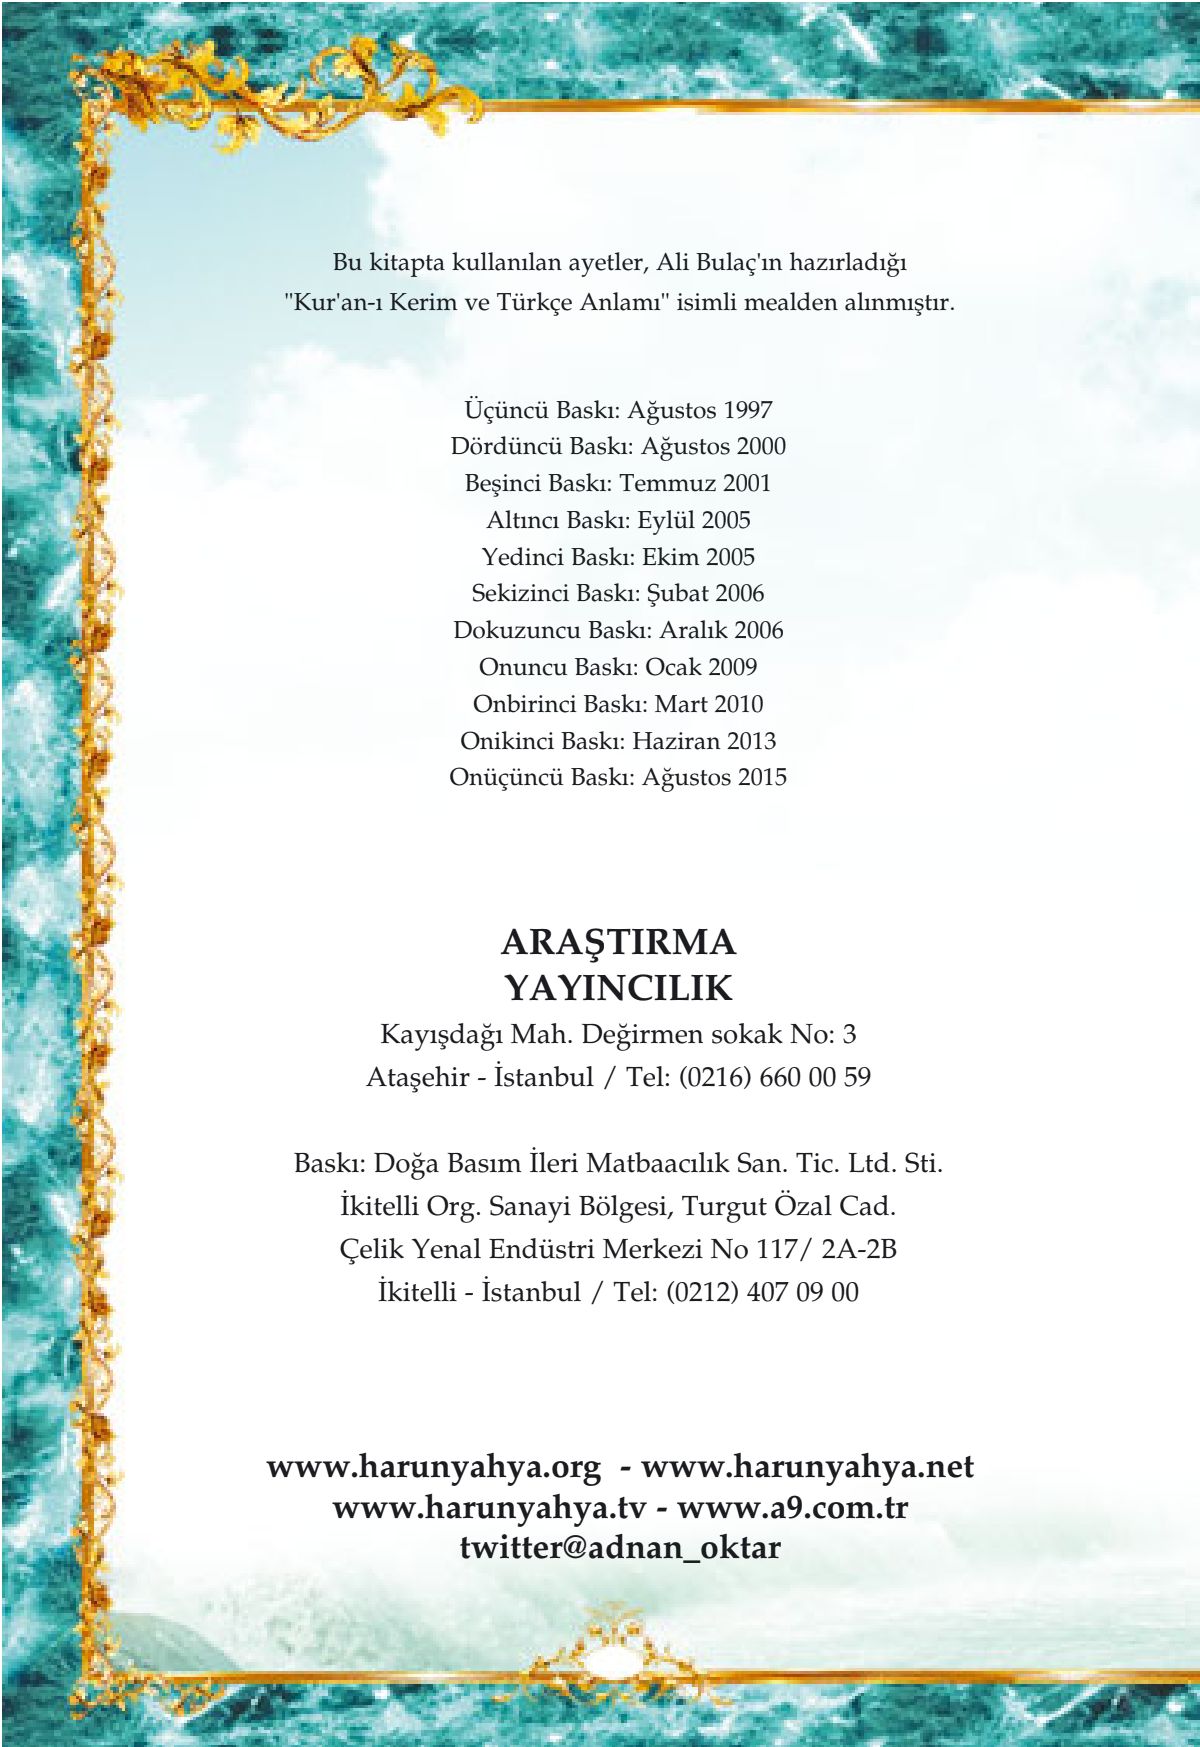 Bu kitapta kullanılan ayetler, Ali Bulaç'ın hazırladığı
"Kur'an-ı Kerim ve Türkçe Anlamı" isimli mealden alınmıştır.
Üçüncü Baskı: Ağustos 1997
Dördüncü Baskı: Ağustos 2000
Beşinci Baskı: Temmuz 2001
Altıncı Baskı: Eylül 2005
Yedinci Baskı: Ekim 2005
Sekizinci Baskı: Şubat 2006
Dokuzuncu Baskı: Aralık 2006
Onuncu Baskı: Ocak 2009
Onbirinci Baskı: Mart 2010
Onikinci Baskı: Haziran 2013
Onüçüncü Baskı: Ağustos 2015
ARAŞTIRMA
YAYINCILIK
Kayışdağı Mah. Değirmen sokak No: 3
Ataşehir - İstanbul / Tel: (0216) 660 00 59
Baskı: Doğa Basım İleri Matbaacılık San. Tic. Ltd. Sti.
İkitelli Org. Sanayi Bölgesi, Turgut Özal Cad.
Çelik Yenal Endüstri Merkezi No 117/ 2A-2B
İkitelli - İstanbul / Tel: (0212) 407 09 00
www.harunyahya.org - www.harunyahya.net
www.harunyahya.tv - www.a9.com.tr
twitter@adnan_oktar